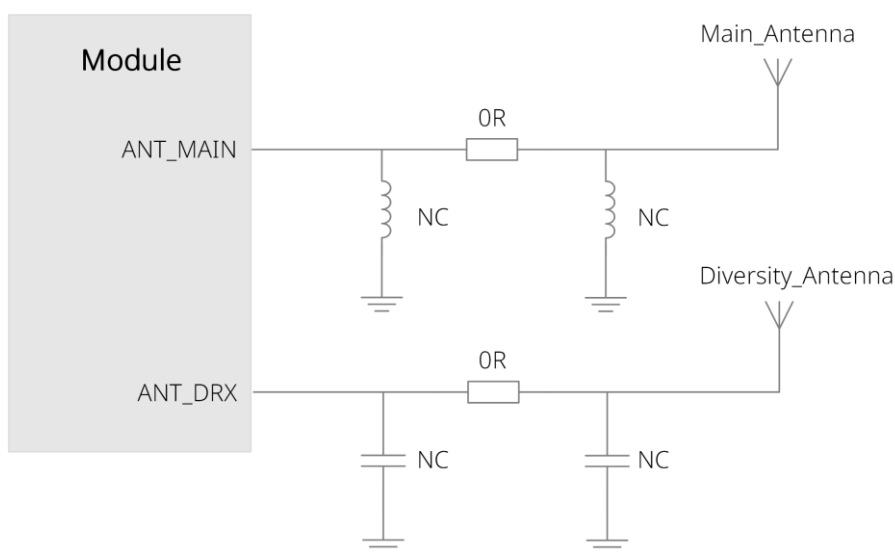 Module
Main_Antenna
0R
ANT_MAIN
NC
NC
Diversity_Antenna
0R
ANT_DRX
NC
NC